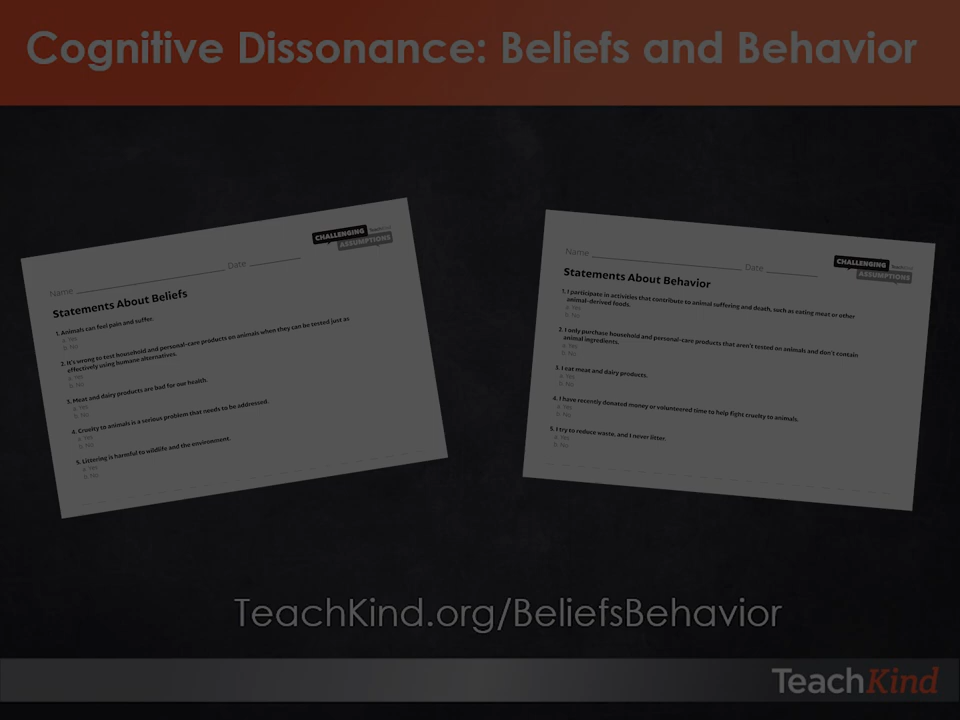 Cognitive Dissonance: Beliefs and Behavior
CHALLENGING TeachKind
ASSUMPTIONS
Name Date
Statements About Beliefs
1. Animals can feel pain and suffer.
a. Yes
b. No
2. It's wrong to test household and personal-care products on animals when they can be tested just as
effectively using humane alternatives.
a. Yes
b. No
3. Meat and dairy products are bad for our health.
a. Yes
b. No
4. Cruelty to animals is a serious problem that needs to be addressed.
a. Yes
b. No
5. Littering is harmful to wildlife and the environment.
a. Yes
b. No
CHALLENGING TeachKind
ASSUMPTIONS
Name Date
Statements About Behavior
1. I participate in activities that contribute to animal suffering and death, such as eating meat or other
animal-derived foods.
a. Yes
b. No
2. I only purchase household and personal-care products that aren't tested on animals and don't contain
animal ingredients.
a. Yes
b. No
3. I eat meat and dairy products.
a. Yes
b. No
4. I have recently donated money or volunteered time to help fight cruelty to animals.
a. Yes
b. No
5. I try to reduce waste, and I never litter.
a. Yes
b. No
TeachKind.org/BeliefsBehavior
TeachKind